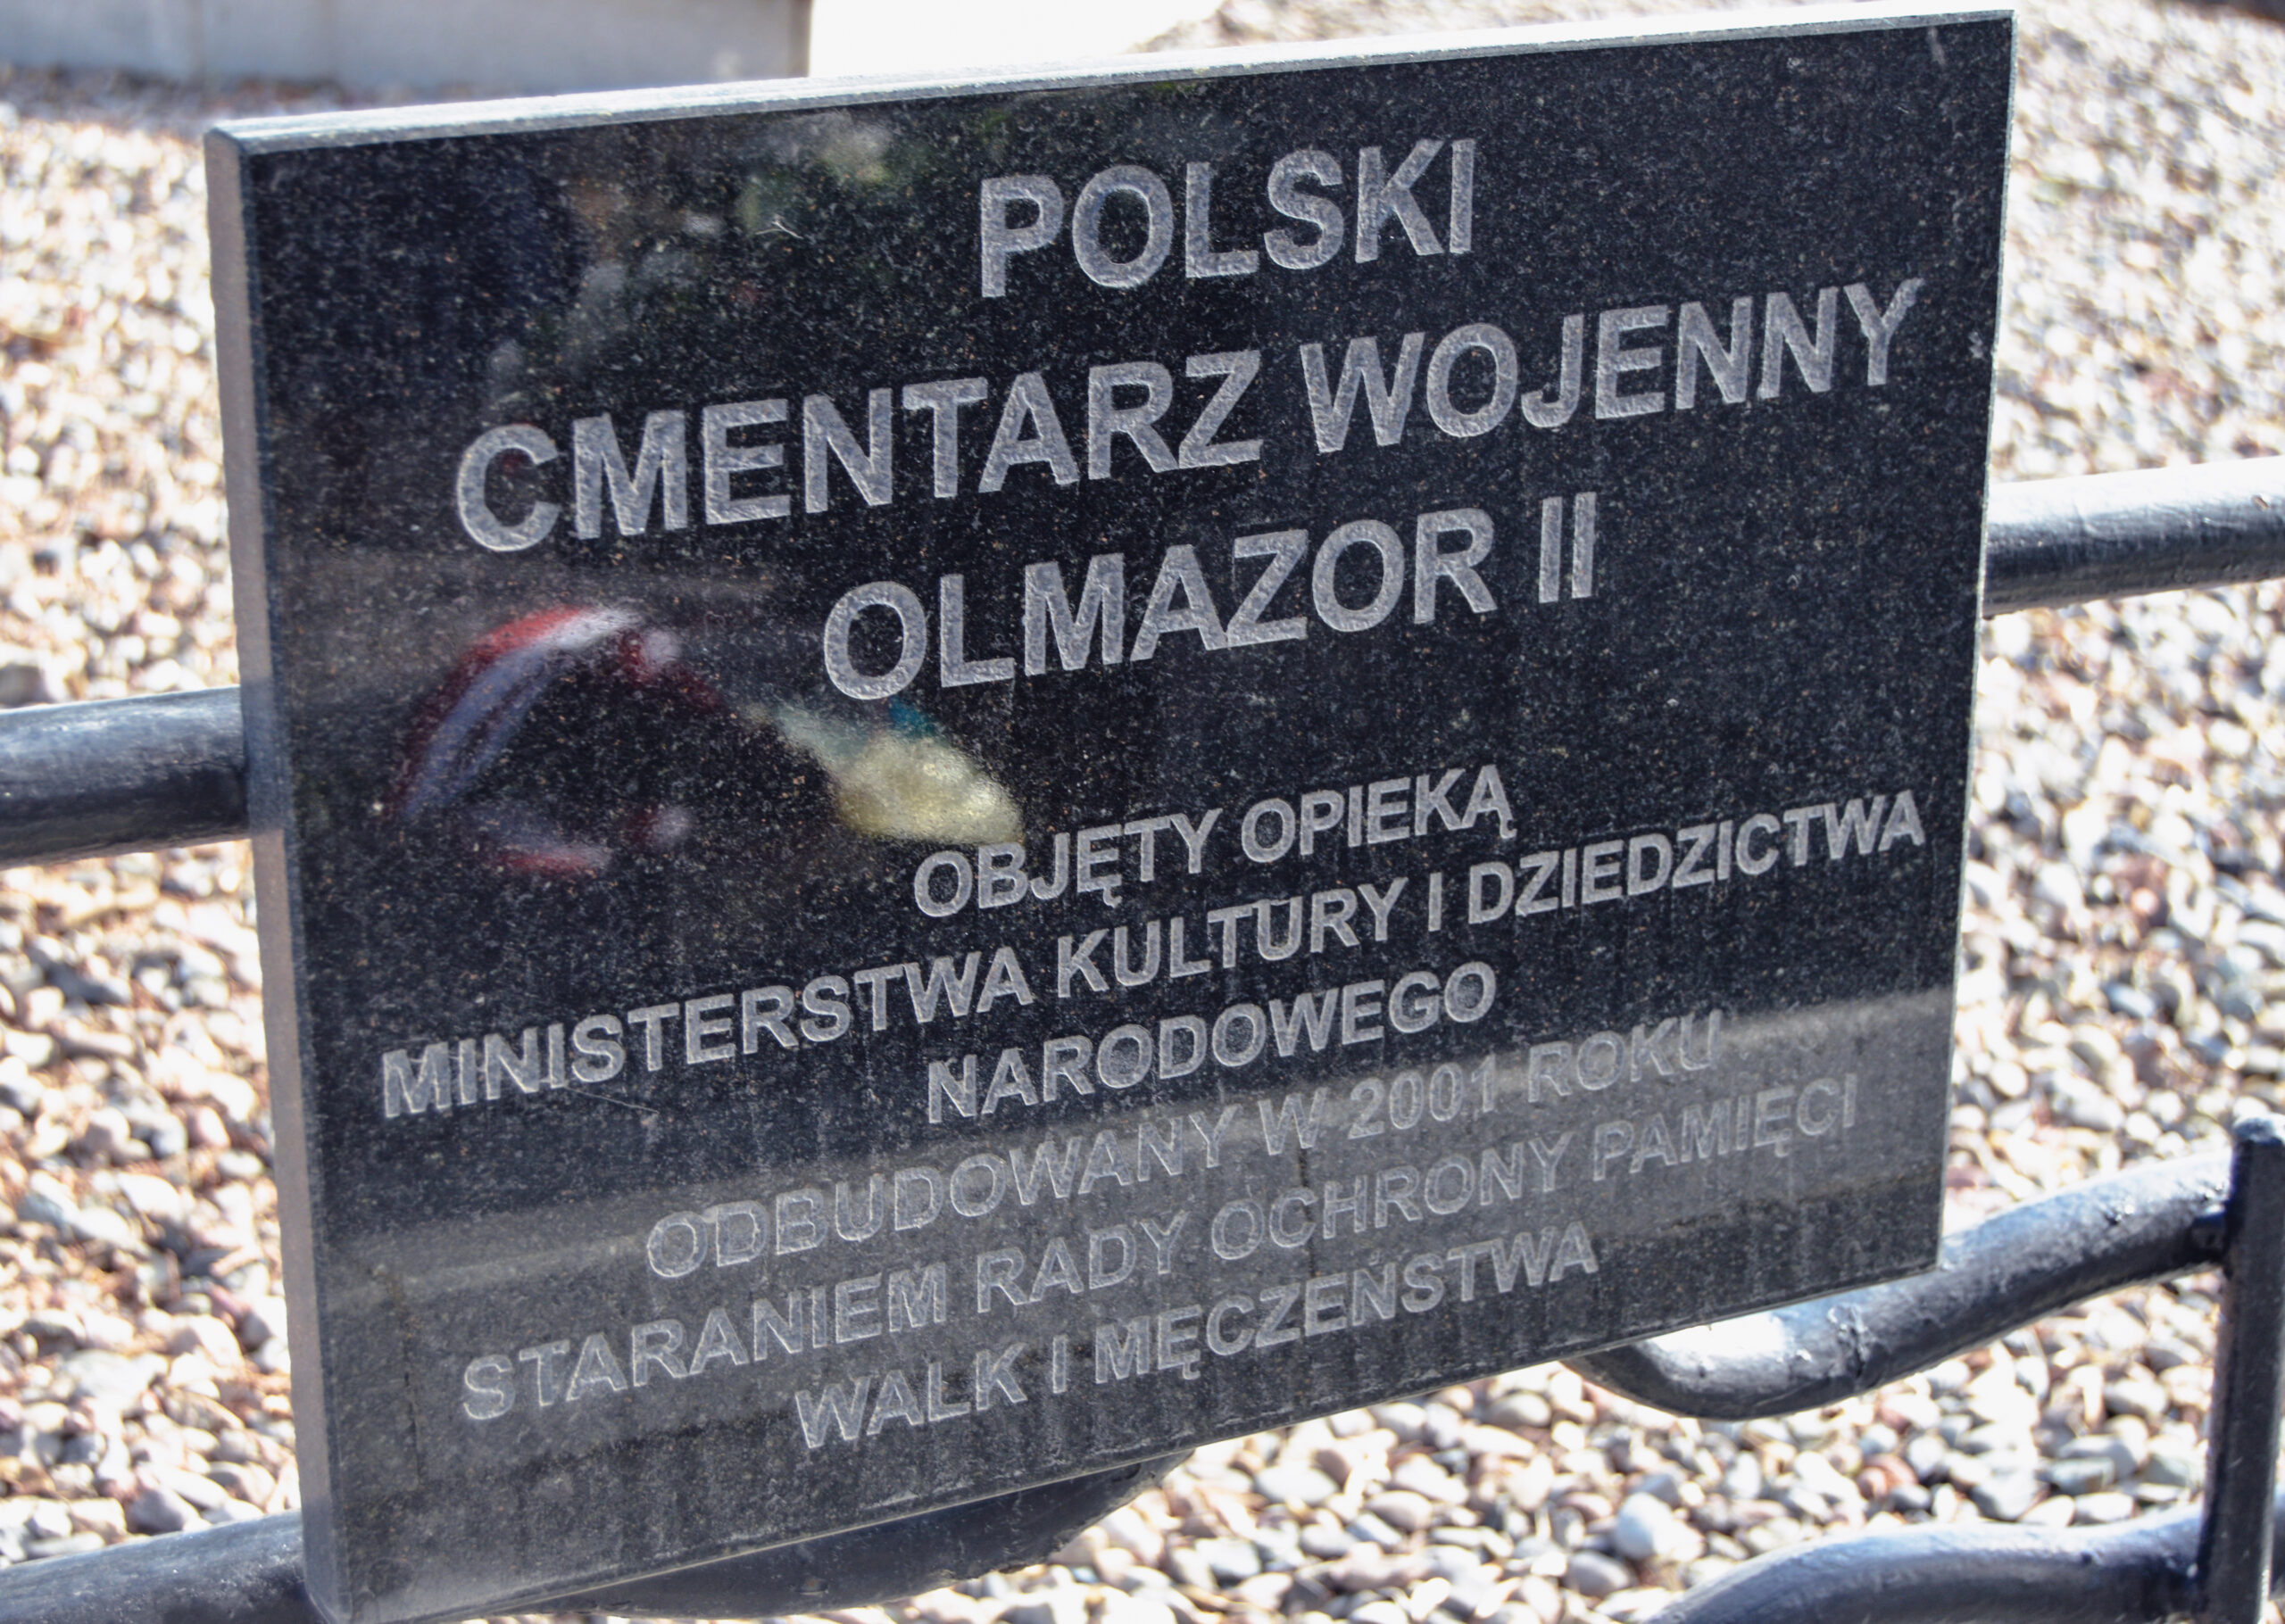 POLSKI
CMENTARZ WOJENNY
OLMAZOR II
OBJĘTY OPIEKĄ
MINISTERSTWA KULTURY I DZIEDZICTWA
NARODOWEGO
ODBUDOWANY W 2001 ROKU
STARANIEM RADY OCHRONY PAMIĘCI
WALK I MĘCZEŃSTWA